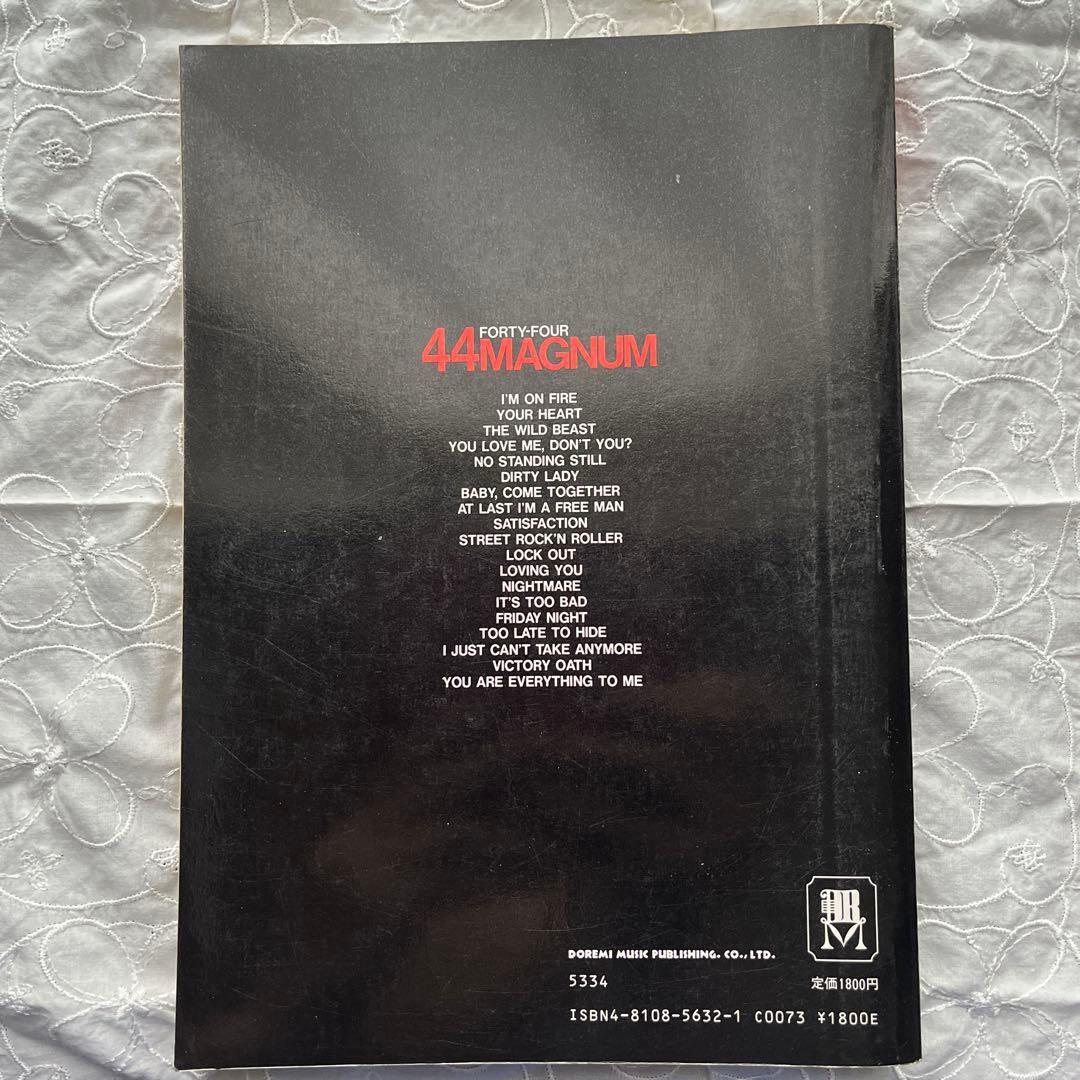 FORTY-FOUR
44MAGNUM
I'M ON FIRE
YOUR HEART
THE WILD BEAST
YOU LOVE ME, DON'T YOU?
NO STANDING STILL
DIRTY LADY
BABY, COME TOGETHER
AT LAST I'M A FREE MAN
SATISFACTION
STREET ROCK'N ROLLER
LOCK OUT
LOVING YOU
NIGHTMARE
IT'S TOO BAD
FRIDAY NIGHT
TOO LATE TO HIDE
I JUST CAN'T TAKE ANYMORE
VICTORY OATH
YOU ARE EVERYTHING TO ME
DRM
DOREMI MUSIC PUBLISHING. CO., LTD.
5334 定価1800円
ISBN4-8108-5632-1 C0073 ¥1800E